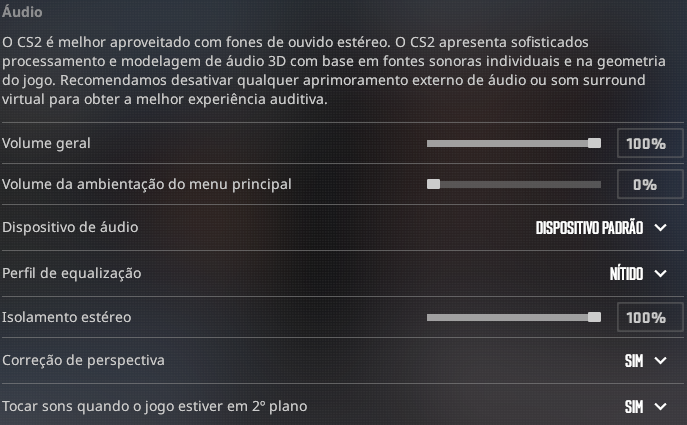 Áudio
O CS2 é melhor aproveitado com fones de ouvido estéreo. O CS2 apresenta sofisticados
processamento e modelagem de áudio 3D com base em fontes sonoras individuais e na geometria
do jogo. Recomendamos desativar qualquer aprimoramento externo de áudio ou som surround
virtual para obter a melhor experiência auditiva.
Volume geral 100%
Volume da ambientação do menu principal 0%
Dispositivo de áudio DISPOSITIVO PADRÃO
Perfil de equalização NÍTIDO
Isolamento estéreo 100%
Correção de perspectiva SIM
Tocar sons quando o jogo estiver em 2º plano SIM